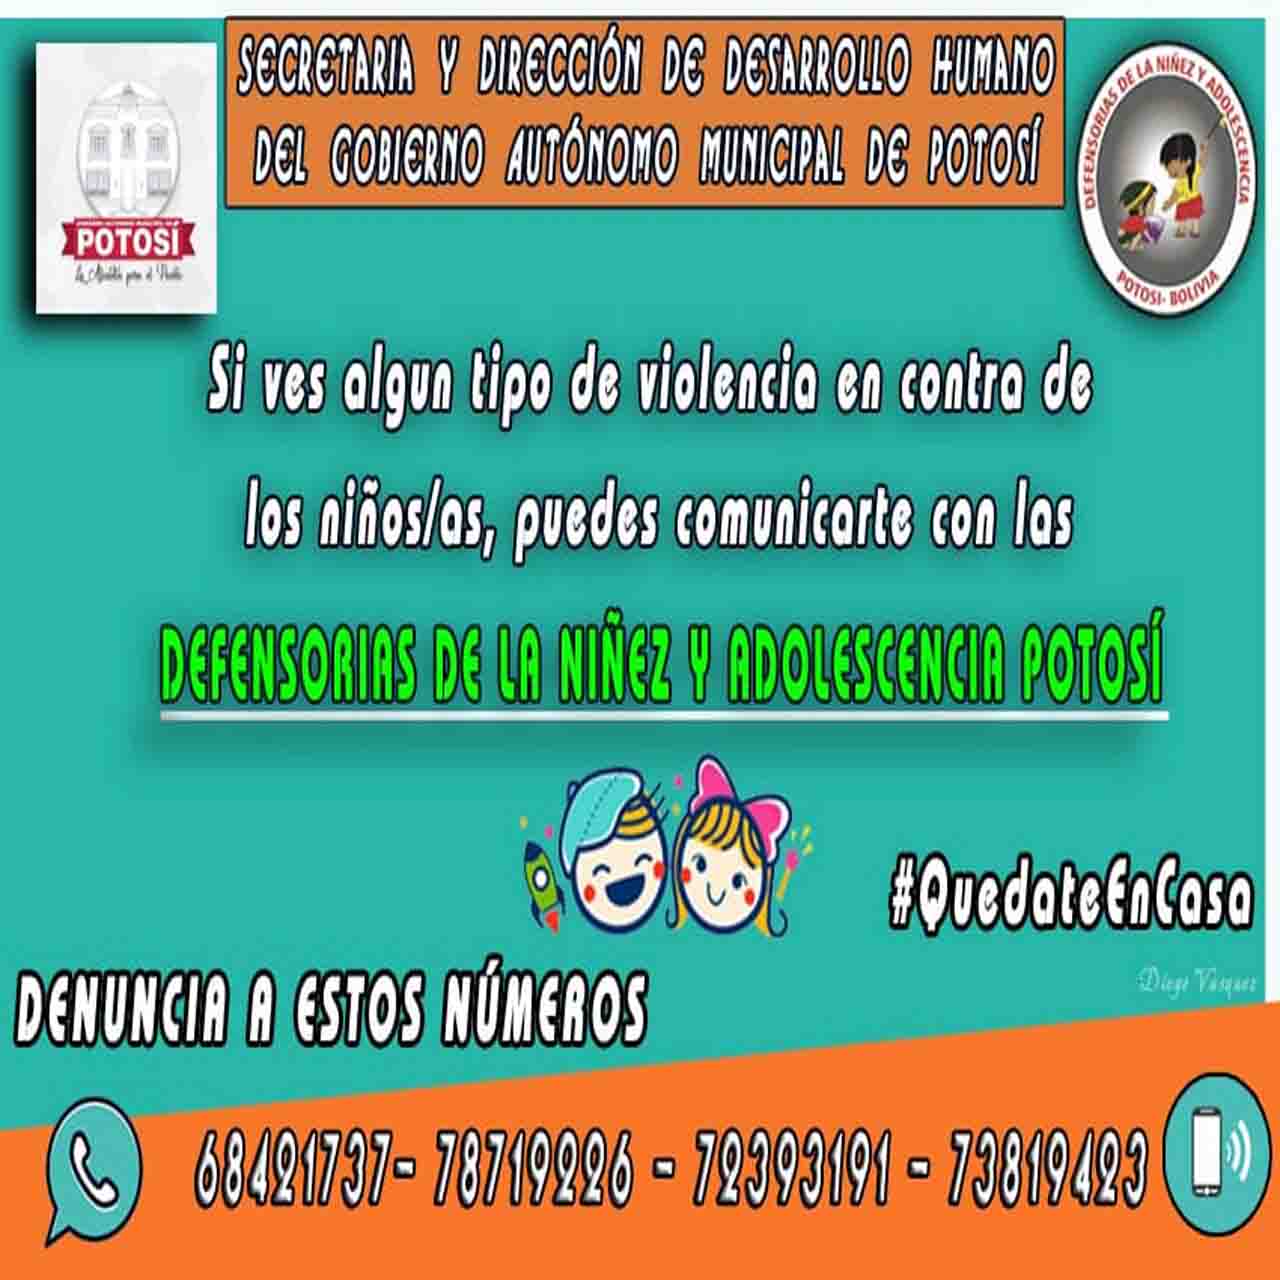 SECRETARIA Y DIRECCIÓN DE DESARROLLO HUMANO
DEL GOBIERNO AUTÓNOMO MUNICIPAL DE POTOSÍ
POTOSÍ
DEFENSORIAS DE LA NIÑEZ Y ADOLESCENCIA
POTOSI- BOLIVIA
Si ves algun tipo de violencia en contra de
los niños/as, puedes comunicarte con las
DEFENSORIAS DE LA NIÑEZ Y ADOLESCENCIA POTOSÍ
#QuedateEnCasa
Diego Vasquez
DENUNCIA A ESTOS NÚMEROS
68421737- 78719226 - 72393191 - 73819423